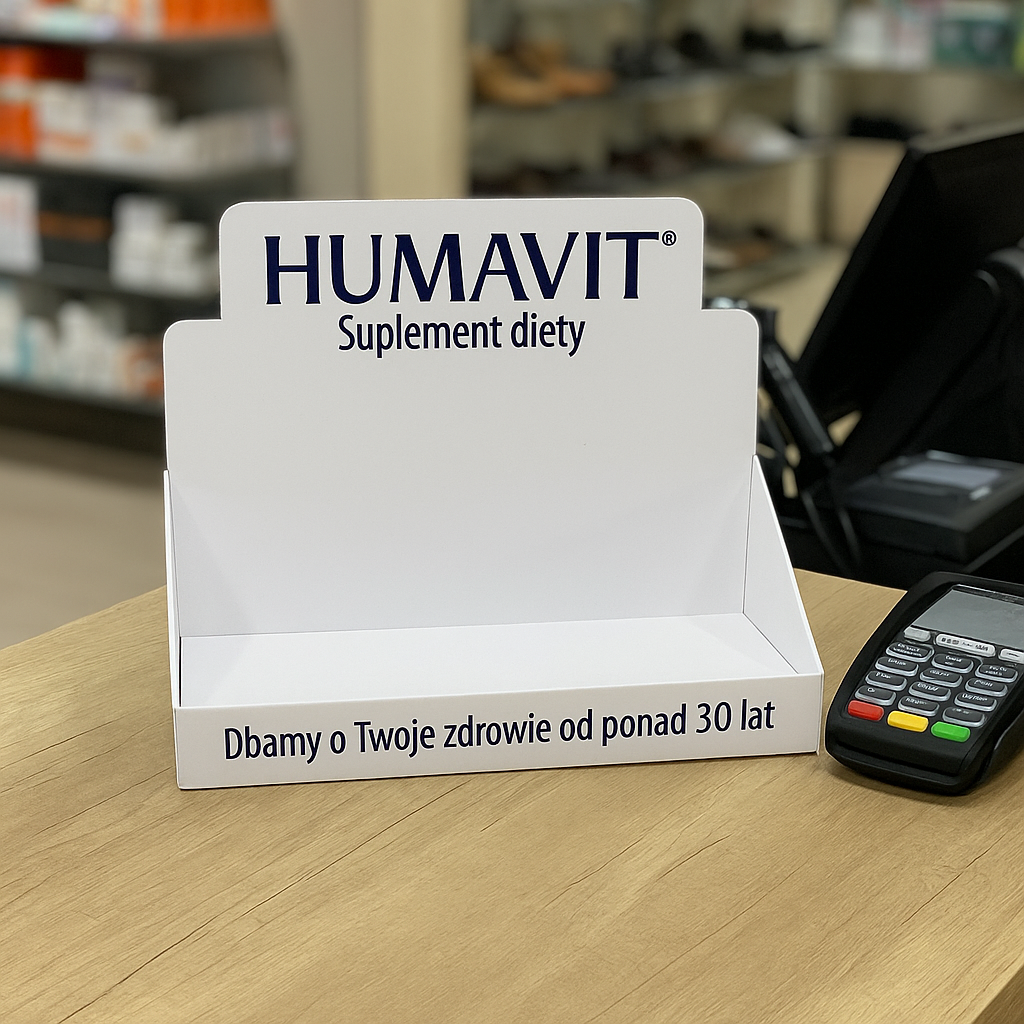 HUMAVIT®
Suplement diety
Dbamy o Twoje zdrowie od ponad 30 lat